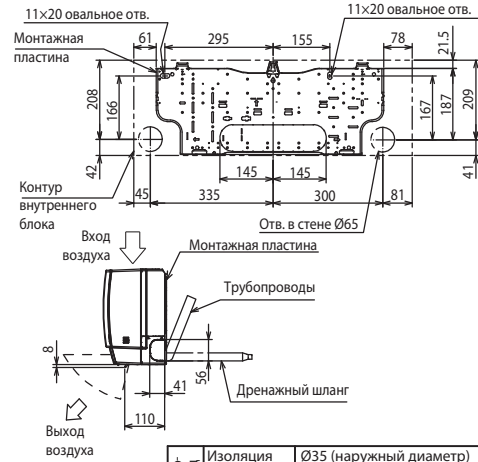 11×20 овальное отв.
11×20 овальное отв.
61
295
155
78
21.5
Монтажная
пластина
208
166
42
167
187
209
41
145
145
45
335
300
81
Контур
внутреннего
блока
Отв. в стене Ø65
Вход
воздуха
Монтажная пластина
Трубопроводы
8
41
56
110
Дренажный шланг
Выход
воздуха
Изоляция
Ø35 (наружный диаметр)